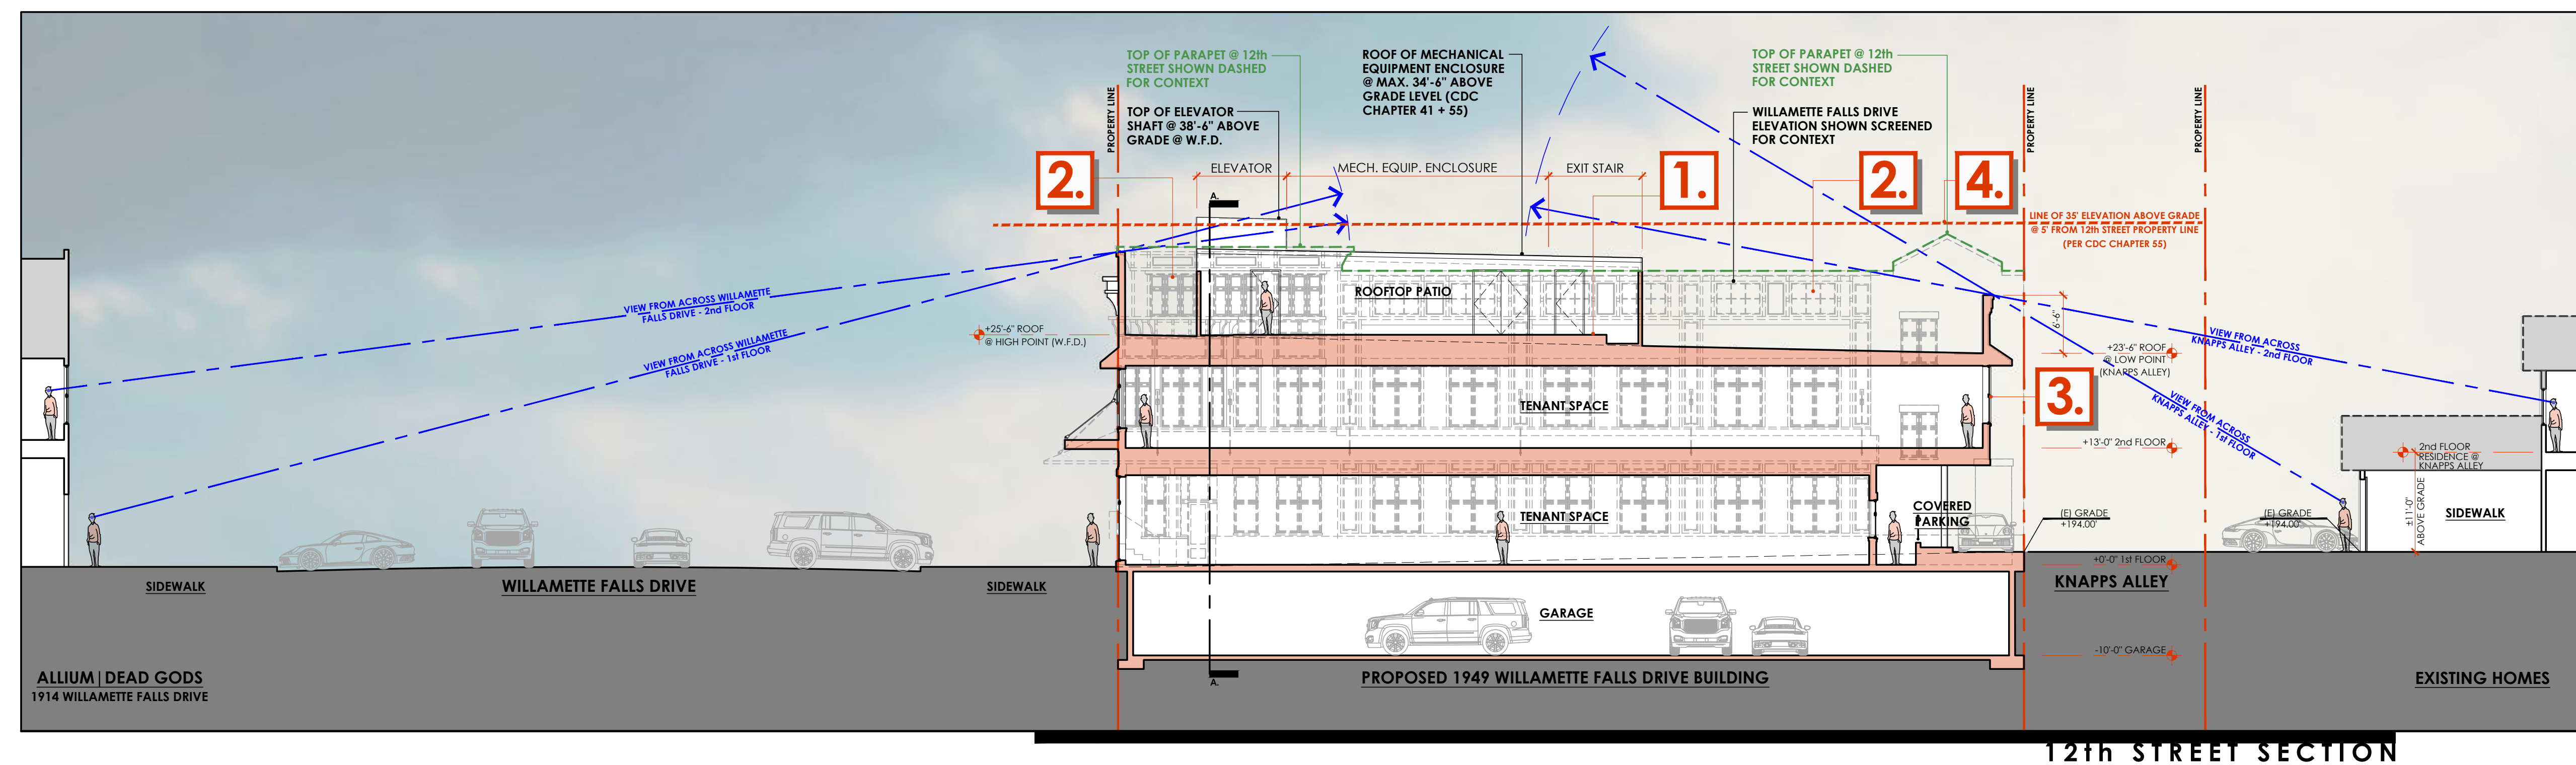 TOP OF PARAPET @ 12th
STREET SHOWN DASHED
FOR CONTEXT
ROOF OF MECHANICAL
EQUIPMENT ENCLOSURE
@ MAX. 34'-6" ABOVE
GRADE LEVEL (CDC
CHAPTER 41 + 55)
TOP OF PARAPET @ 12th
STREET SHOWN DASHED
FOR CONTEXT
PROPERTY LINE
TOP OF ELEVATOR
SHAFT @ 38'-6" ABOVE
GRADE @ W.F.D.
WILLAMETTE FALLS DRIVE
ELEVATION SHOWN SCREENED
FOR CONTEXT
PROPERTY LINE
PROPERTY LINE
2.
ELEVATOR
MECH. EQUIP. ENCLOSURE
EXIT STAIR
1.
2.
4.
A.
LINE OF 35' ELEVATION ABOVE GRADE
@ 5' FROM 12th STREET PROPERTY LINE
(PER CDC CHAPTER 55)
VIEW FROM ACROSS WILLAMETTE
FALLS DRIVE - 2nd FLOOR
VIEW FROM ACROSS WILLAMETTE
FALLS DRIVE - 1st FLOOR
ROOFTOP PATIO
+25'-6" ROOF
@ HIGH POINT (W.F.D.)
6'-6"
+23'-6" ROOF
@ LOW POINT
(KNAPPS ALLEY)
VIEW FROM ACROSS
KNAPPS ALLEY - 2nd FLOOR
VIEW FROM ACROSS
KNAPPS ALLEY - 1st FLOOR
3.
TENANT SPACE
+13'-0" 2nd FLOOR
2nd FLOOR
RESIDENCE @
KNAPPS ALLEY
±11'-0"
ABOVE GRADE
TENANT SPACE
COVERED
PARKING
(E) GRADE
+194.00'
(E) GRADE
+194.00'
SIDEWALK
+0'-0" 1st FLOOR
SIDEWALK
WILLAMETTE FALLS DRIVE
SIDEWALK
KNAPPS ALLEY
GARAGE
-10'-0" GARAGE
ALLIUM|DEAD GODS
1914 WILLAMETTE FALLS DRIVE
A.
PROPOSED 1949 WILLAMETTE FALLS DRIVE BUILDING
EXISTING HOMES
12th STREET SECTION